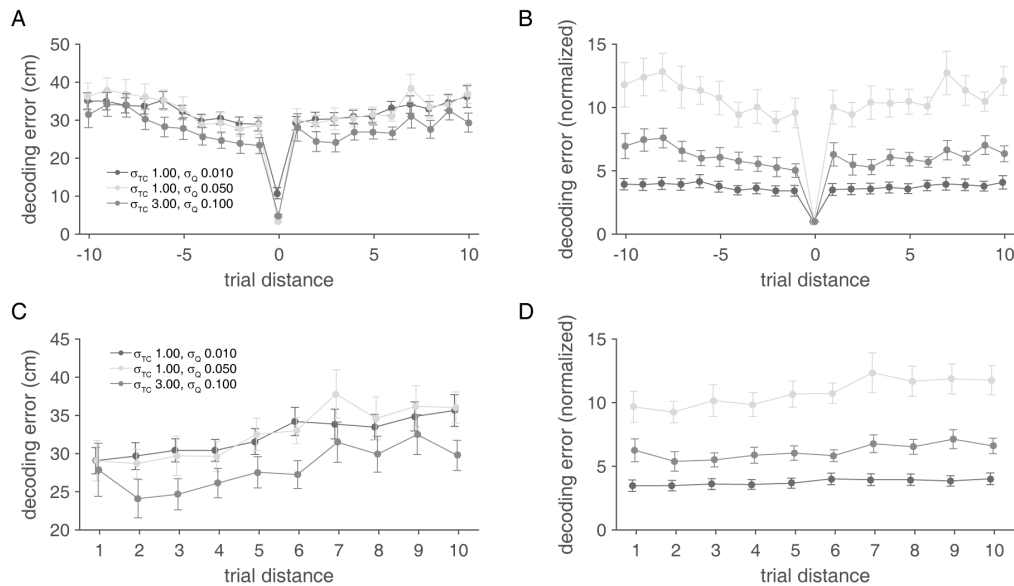 A
decoding error (cm)
50
40
30
20
10
0
σTC 1.00, σQ 0.010
σTC 1.00, σQ 0.050
σTC 3.00, σQ 0.100
-10 -5 0 5 10
trial distance
B
decoding error (normalized)
15
10
5
0
-10 -5 0 5 10
trial distance
C
decoding error (cm)
45
40
35
30
25
20
σTC 1.00, σQ 0.010
σTC 1.00, σQ 0.050
σTC 3.00, σQ 0.100
1 2 3 4 5 6 7 8 9 10
trial distance
D
decoding error (normalized)
15
10
5
0
1 2 3 4 5 6 7 8 9 10
trial distance